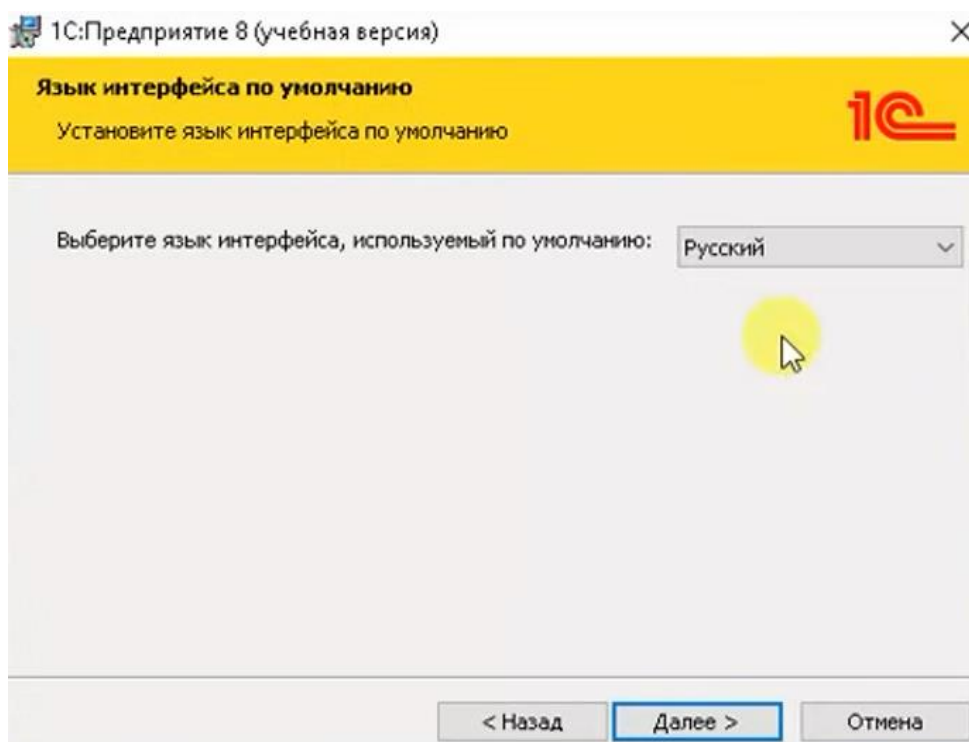 1С:Предприятие 8 (учебная версия)
Язык интерфейса по умолчанию
Установите язык интерфейса по умолчанию
1С
Выберите язык интерфейса, используемый по умолчанию: Русский
< Назад Далее > Отмена